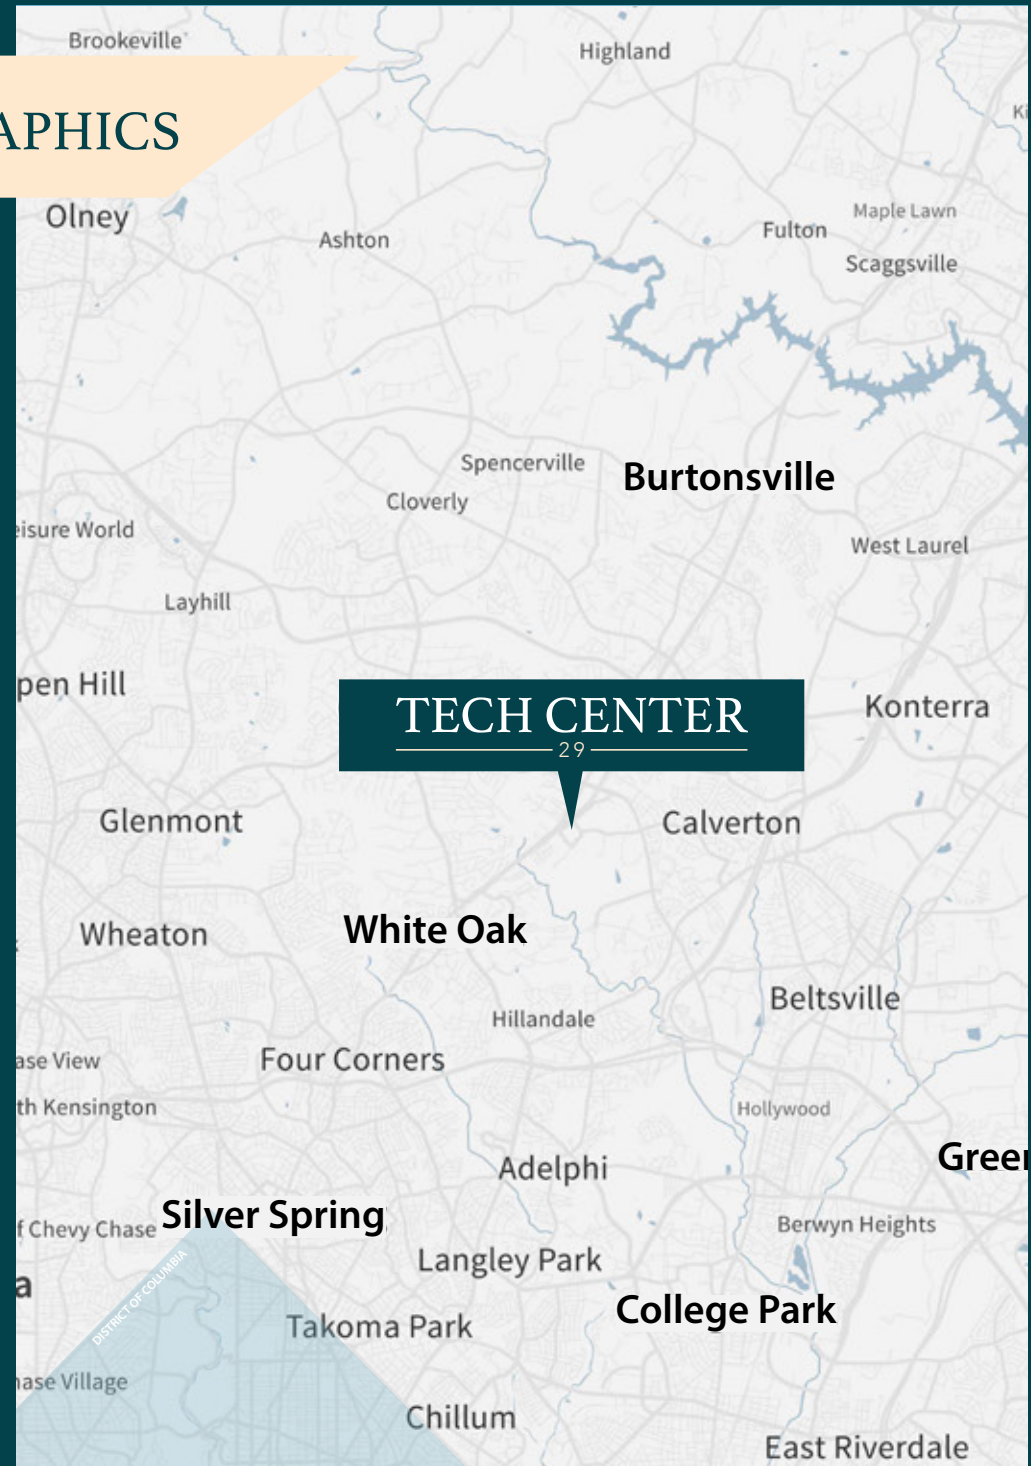 Brookeville
Highland
APHICS
Olney
Ashton
Maple Lawn
Fulton
Scaggsville
Spencerville
Burtonsville
Cloverly
eisure World
West Laurel
Layhill
pen Hill
Konterra
TECH CENTER
29
Glenmont
Calverton
White Oak
Wheaton
Beltsville
Hillandale
Four Corners
ase View
th Kensington
Hollywood
Green
Adelphi
Silver Spring
f Chevy Chase
Berwyn Heights
Langley Park
a
DISTRICT OF COLUMBIA
College Park
Takoma Park
hase Village
Chillum
East Riverdale